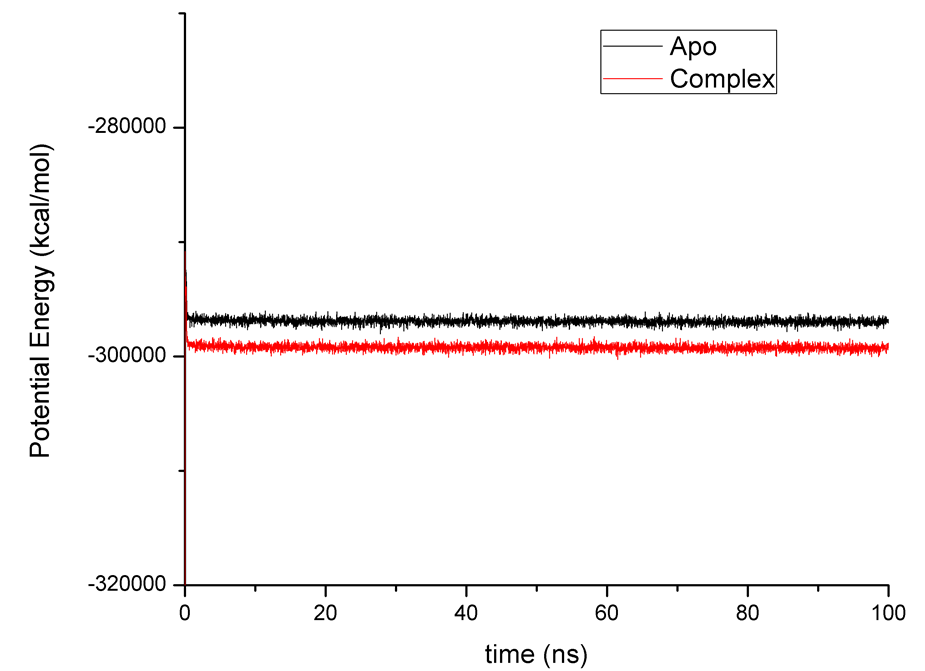 Apo
Complex
Potential Energy (kcal/mol)
-280000
-300000
-320000
0 20 40 60 80 100
time (ns)